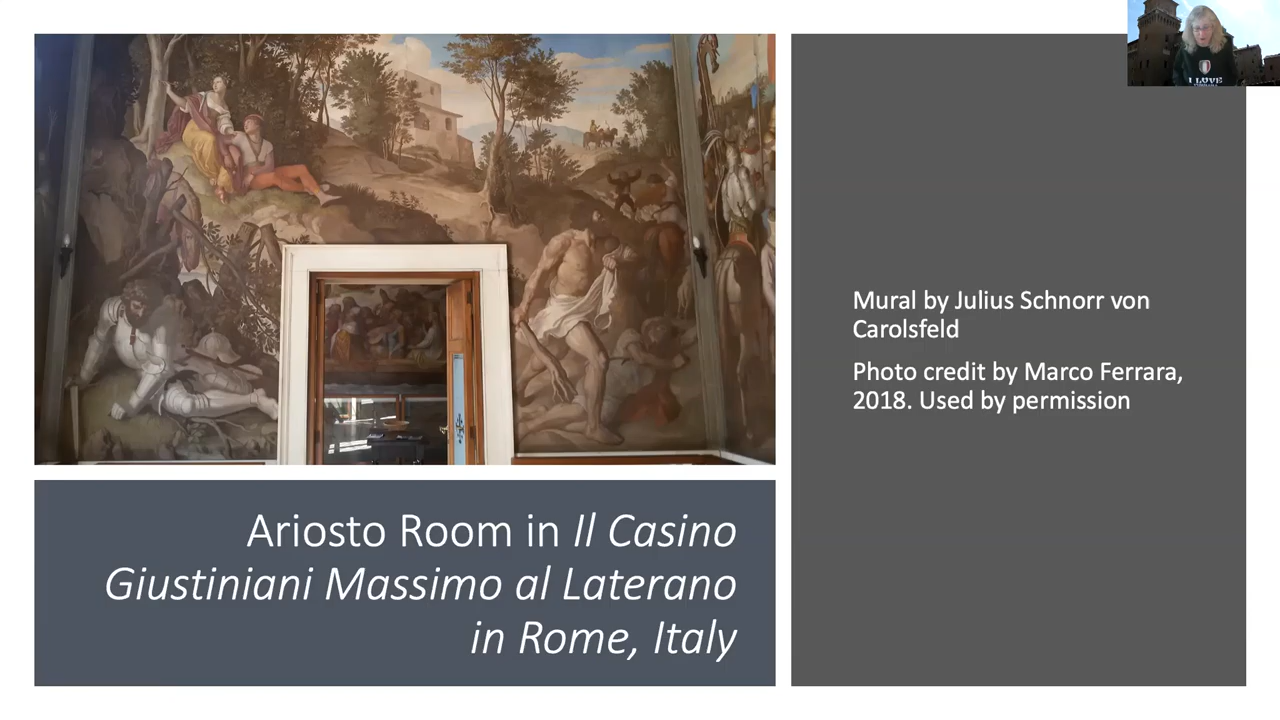 Ariosto Room in Il Casino
Giustiniani Massimo al Laterano
in Rome, Italy
Mural by Julius Schnorr von
Carolsfeld
Photo credit by Marco Ferrara,
2018. Used by permission
I LOVE